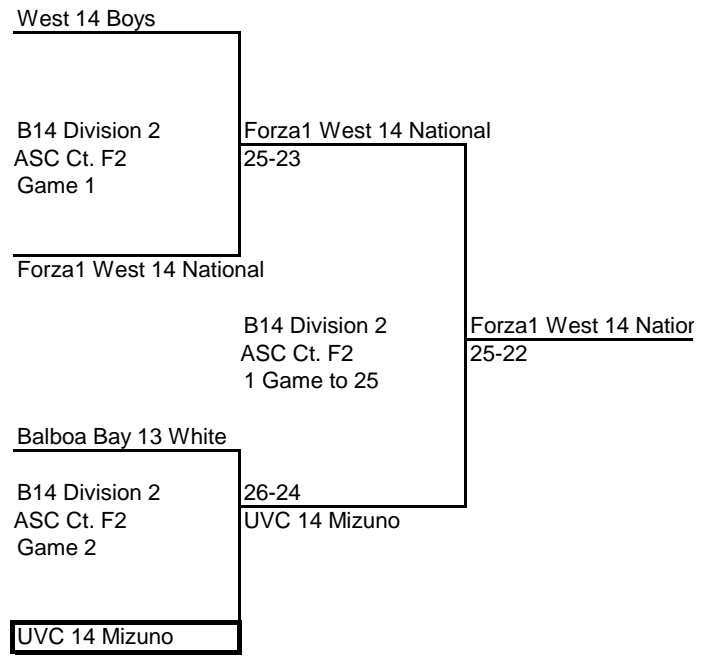 West 14 Boys
B14 Division 2
ASC Ct. F2
Game 1
Forza1 West 14 National
25-23
Forza1 West 14 National
B14 Division 2
ASC Ct. F2
1 Game to 25
Forza1 West 14 Nation
25-22
Balboa Bay 13 White
B14 Division 2
ASC Ct. F2
Game 2
26-24
UVC 14 Mizuno
UVC 14 Mizuno